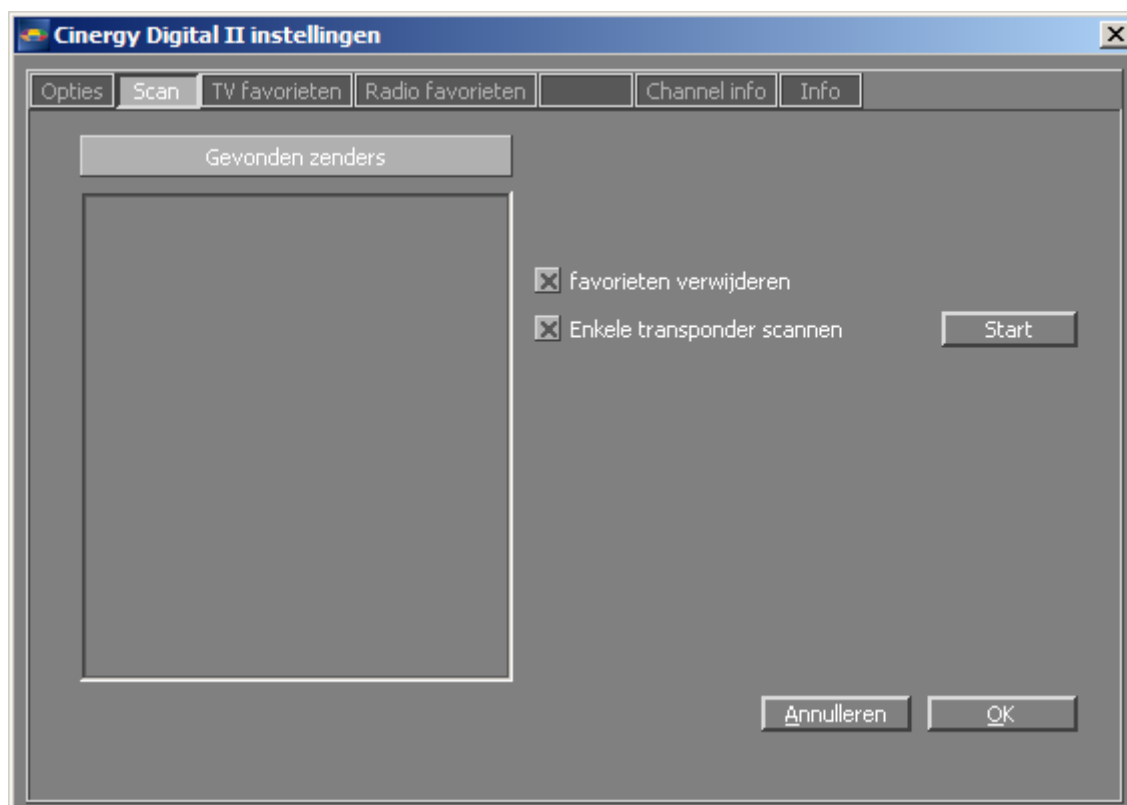 Cinergy Digital II instellingen
Opties Scan TV favorieten Radio favorieten Channel info Info
Gevonden zenders
favorieten verwijderen
Enkele transponder scannen Start
Annulleren OK